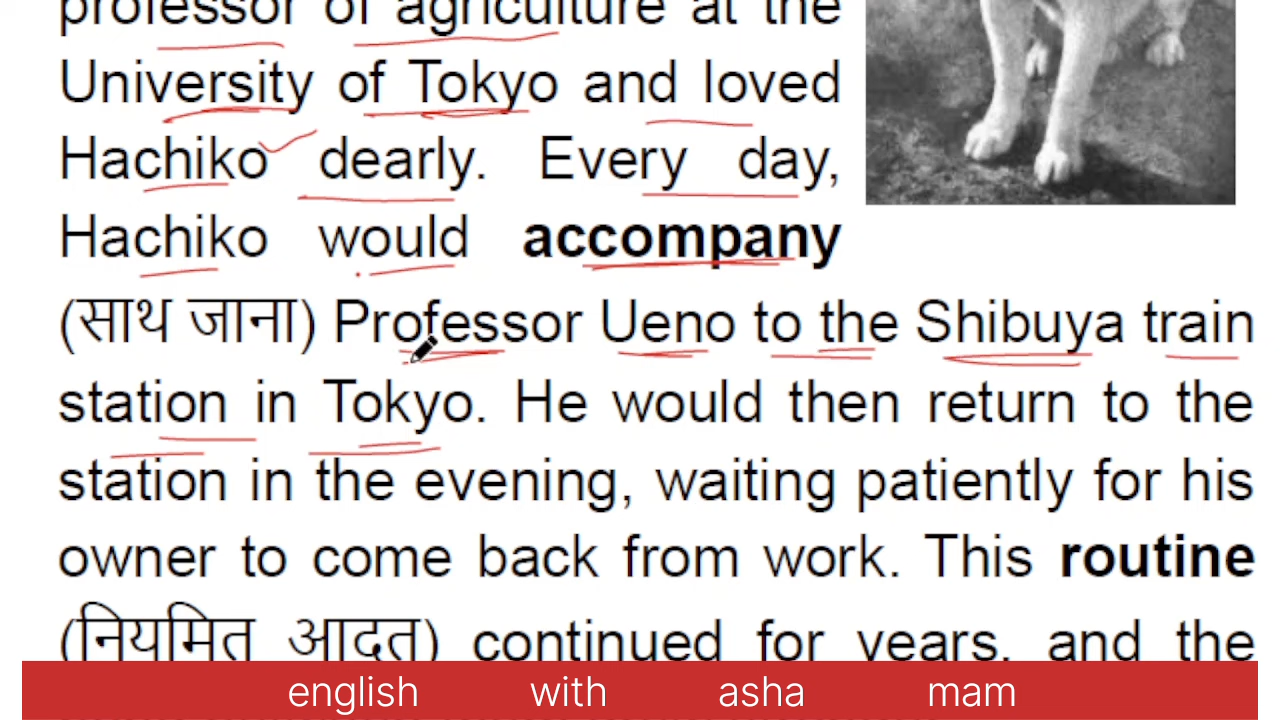 professor of agriculture at the
University of Tokyo and loved
Hachiko dearly. Every day,
Hachiko would accompany
(साथ जाना) Professor Ueno to the Shibuya train
station in Tokyo. He would then return to the
station in the evening, waiting patiently for his
owner to come back from work. This routine
(नियमित आदत) continued for years, and the
english with asha mam